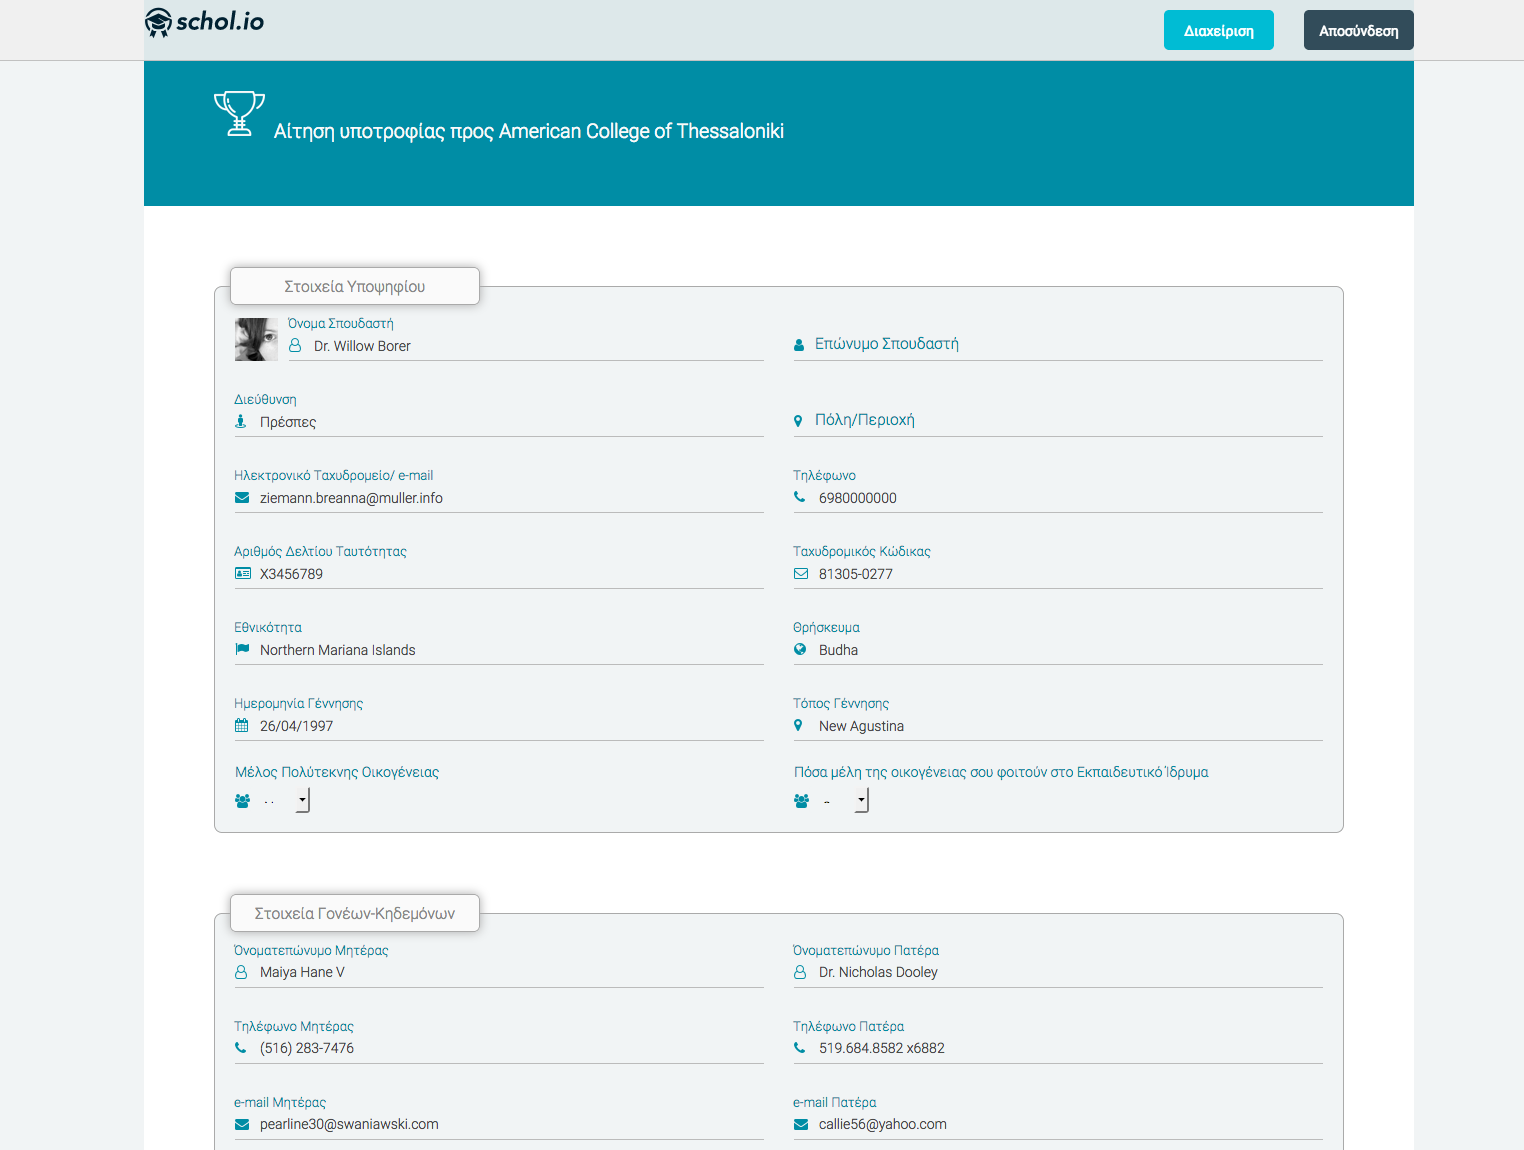 schol.io
Διαχείριση
Αποσύνδεση
Αίτηση υποτροφίας προς American College of Thessaloniki
Στοιχεία Υποψηφίου
Όνομα Σπουδαστή
Dr. Willow Borer
Επώνυμο Σπουδαστή
Διεύθυνση
Πρέσπες
Πόλη/Περιοχή
Ηλεκτρονικό Ταχυδρομείο/ e-mail
Τηλέφωνο
ziemann.breanna@muller.info
6980000000
Αριθμός Δελτίου Ταυτότητας
Ταχυδρομικός Κώδικας
X3456789
81305-0277
Εθνικότητα
Θρήσκευμα
Northern Mariana Islands
Budha
Ημερομηνία Γέννησης
Τόπος Γέννησης
26/04/1997
New Agustina
Μέλος Πολύτεκνης Οικογένειας
Πόσα μέλη της οικογένειας σου φοιτούν στο Εκπαιδευτικό Ίδρυμα
Στοιχεία Γονέων-Κηδεμόνων
Όνοματεπώνυμο Μητέρας
Όνοματεπώνυμο Πατέρα
Maiya Hane V
Dr. Nicholas Dooley
Τηλέφωνο Μητέρας
Τηλέφωνο Πατέρα
(516) 283-7476
519.684.8582 x6882
e-mail Μητέρας
e-mail Πατέρα
pearline30@swaniawski.com
callie56@yahoo.com